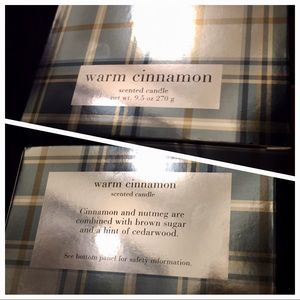 warm cinnamon
scented candle
net wt. 9.5 oz 270 g
warm cinnamon
scented candle
Cinnamon and nutmeg are
combined with brown sugar
and a hint of cedarwood.
See bottom panel for safety information.